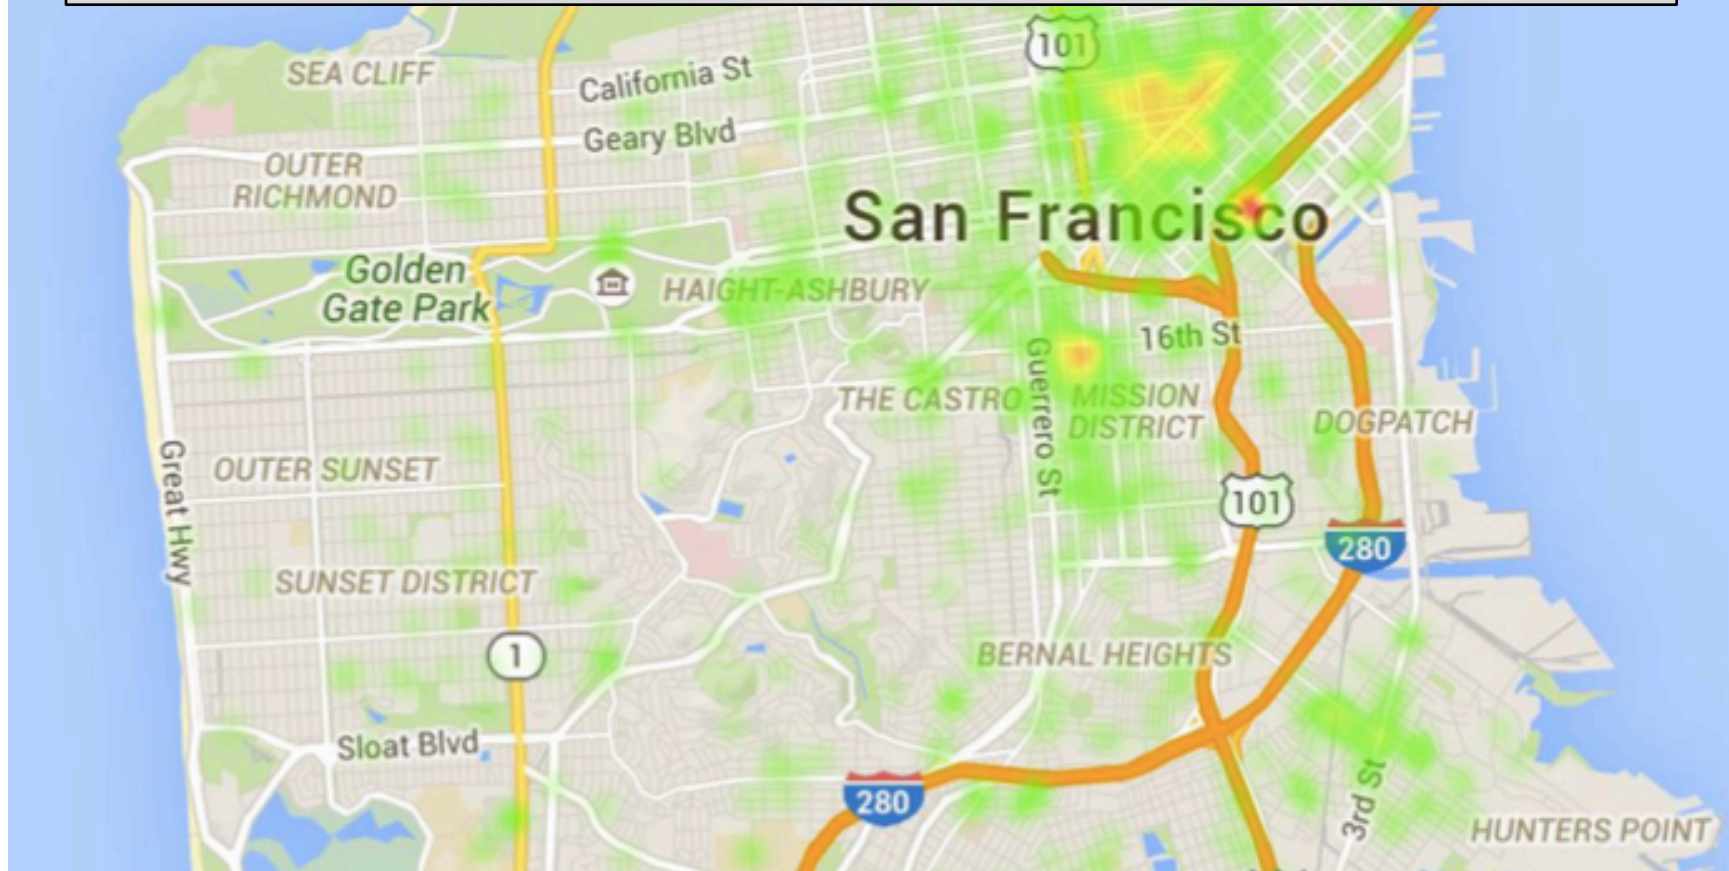 101
SEA CLIFF
California St
Geary Blvd
OUTER
RICHMOND
San Francisco
Golden
Gate Park
HAIGHT-ASHBURY
16th St
Guerrero St
THE CASTRO
MISSION
DISTRICT
DOGPATCH
Great Hwy
OUTER SUNSET
101
280
SUNSET DISTRICT
1
BERNAL HEIGHTS
Sloat Blvd
280
3rd St
HUNTERS POINT